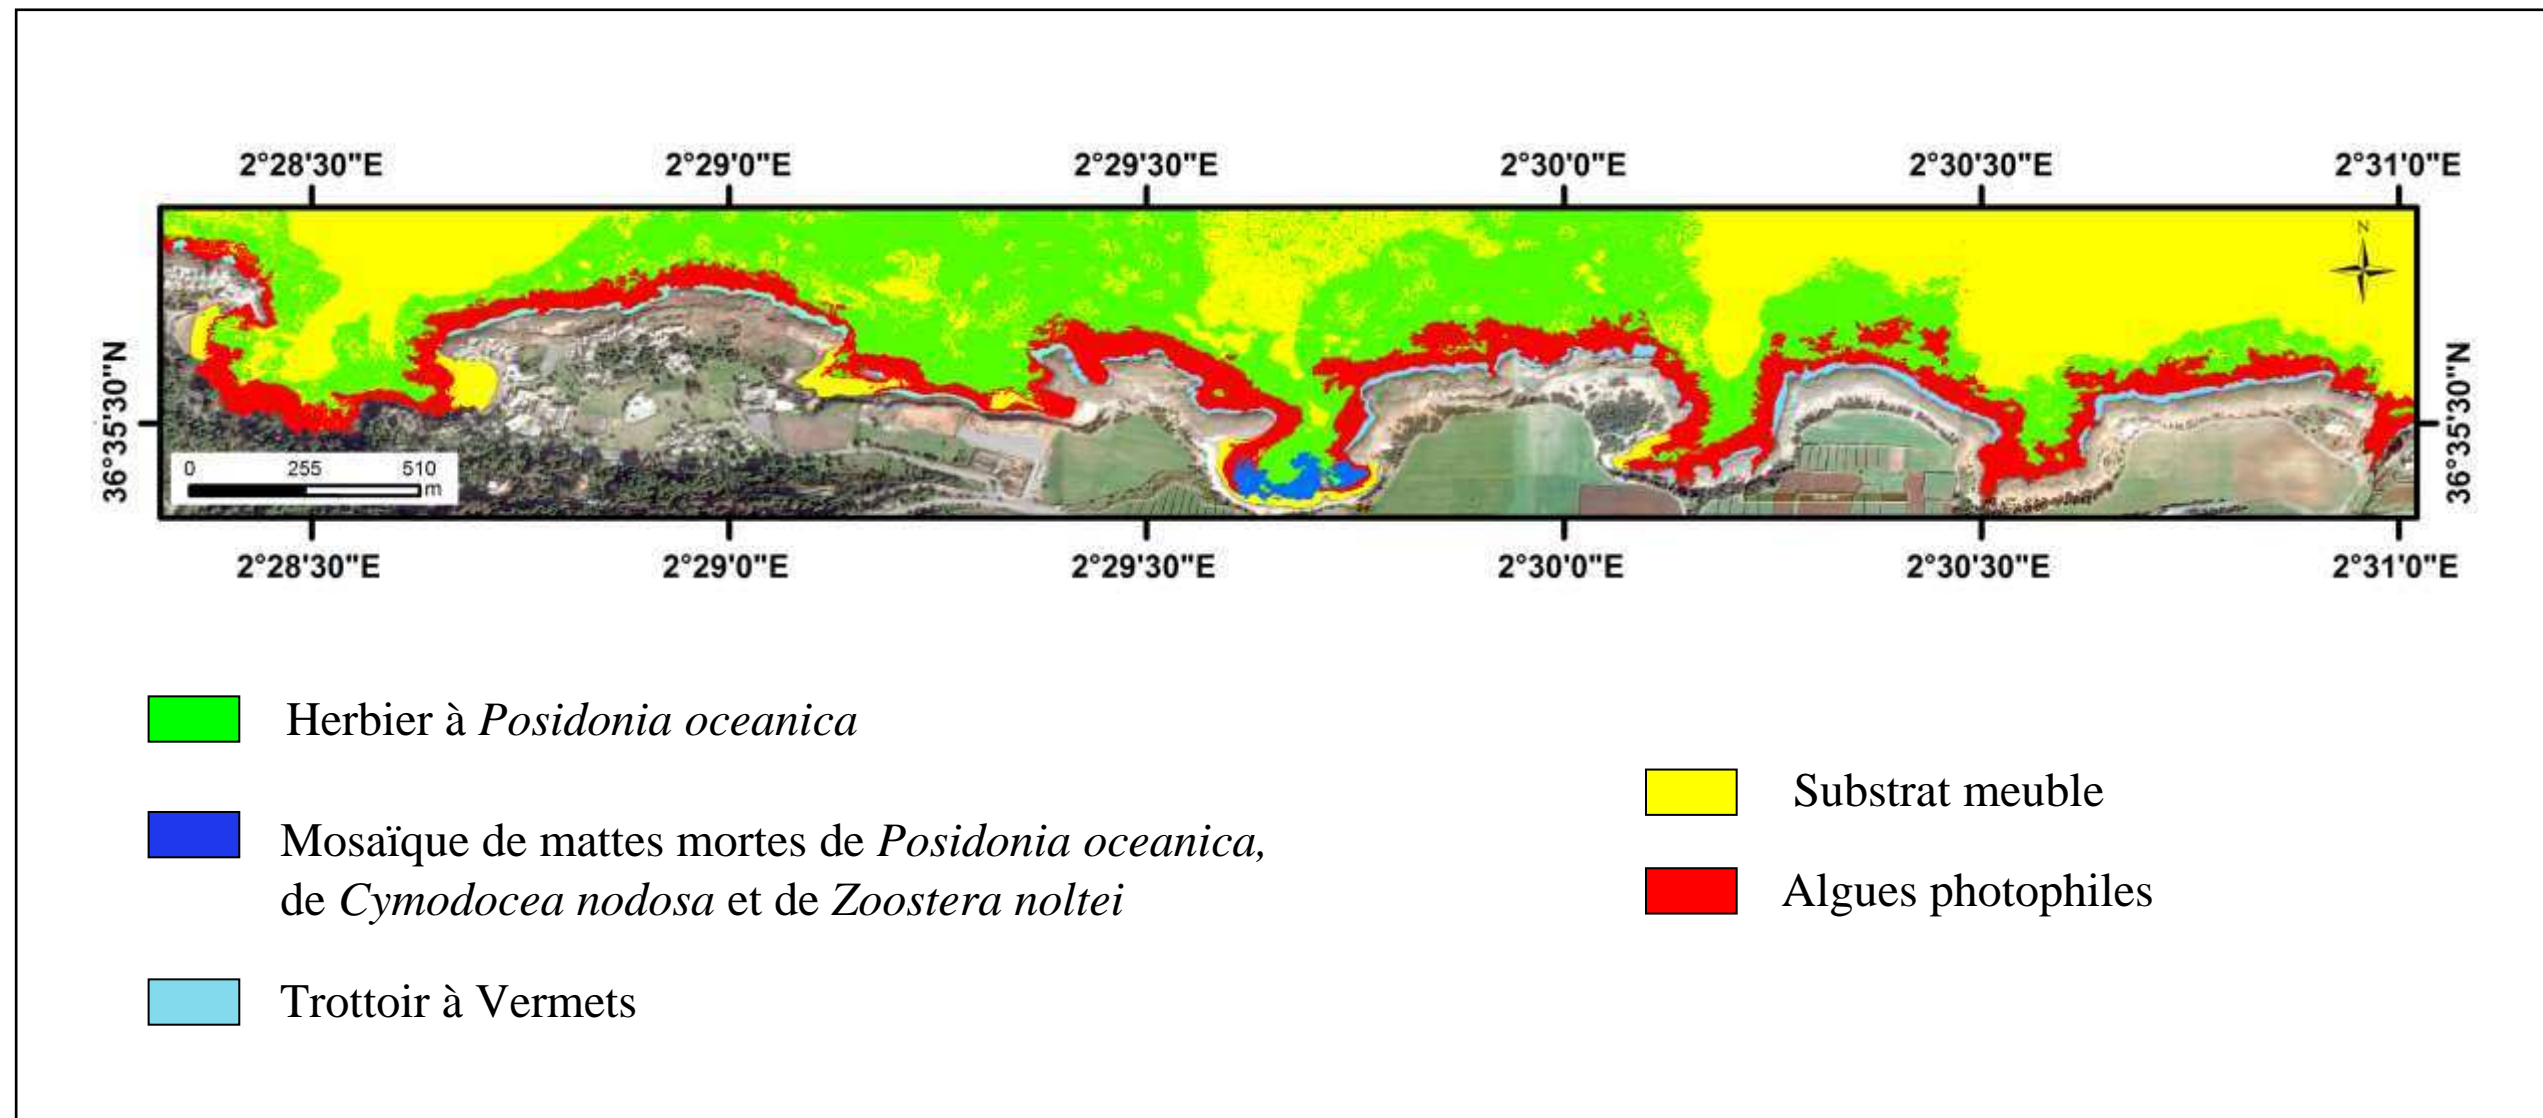 2°28'30"E 2°29'0"E 2°29'30"E 2°30'0"E 2°30'30"E 2°31'0"E
N
36°35'30"N
36°35'30"N
0 255 510
m
2°28'30"E 2°29'0"E 2°29'30"E 2°30'0"E 2°30'30"E 2°31'0"E
Herbier à Posidonia oceanica
Mosaïque de mattes mortes de Posidonia oceanica,
de Cymodocea nodosa et de Zoostera noltei
Trottoir à Vermets
Substrat meuble
Algues photophiles